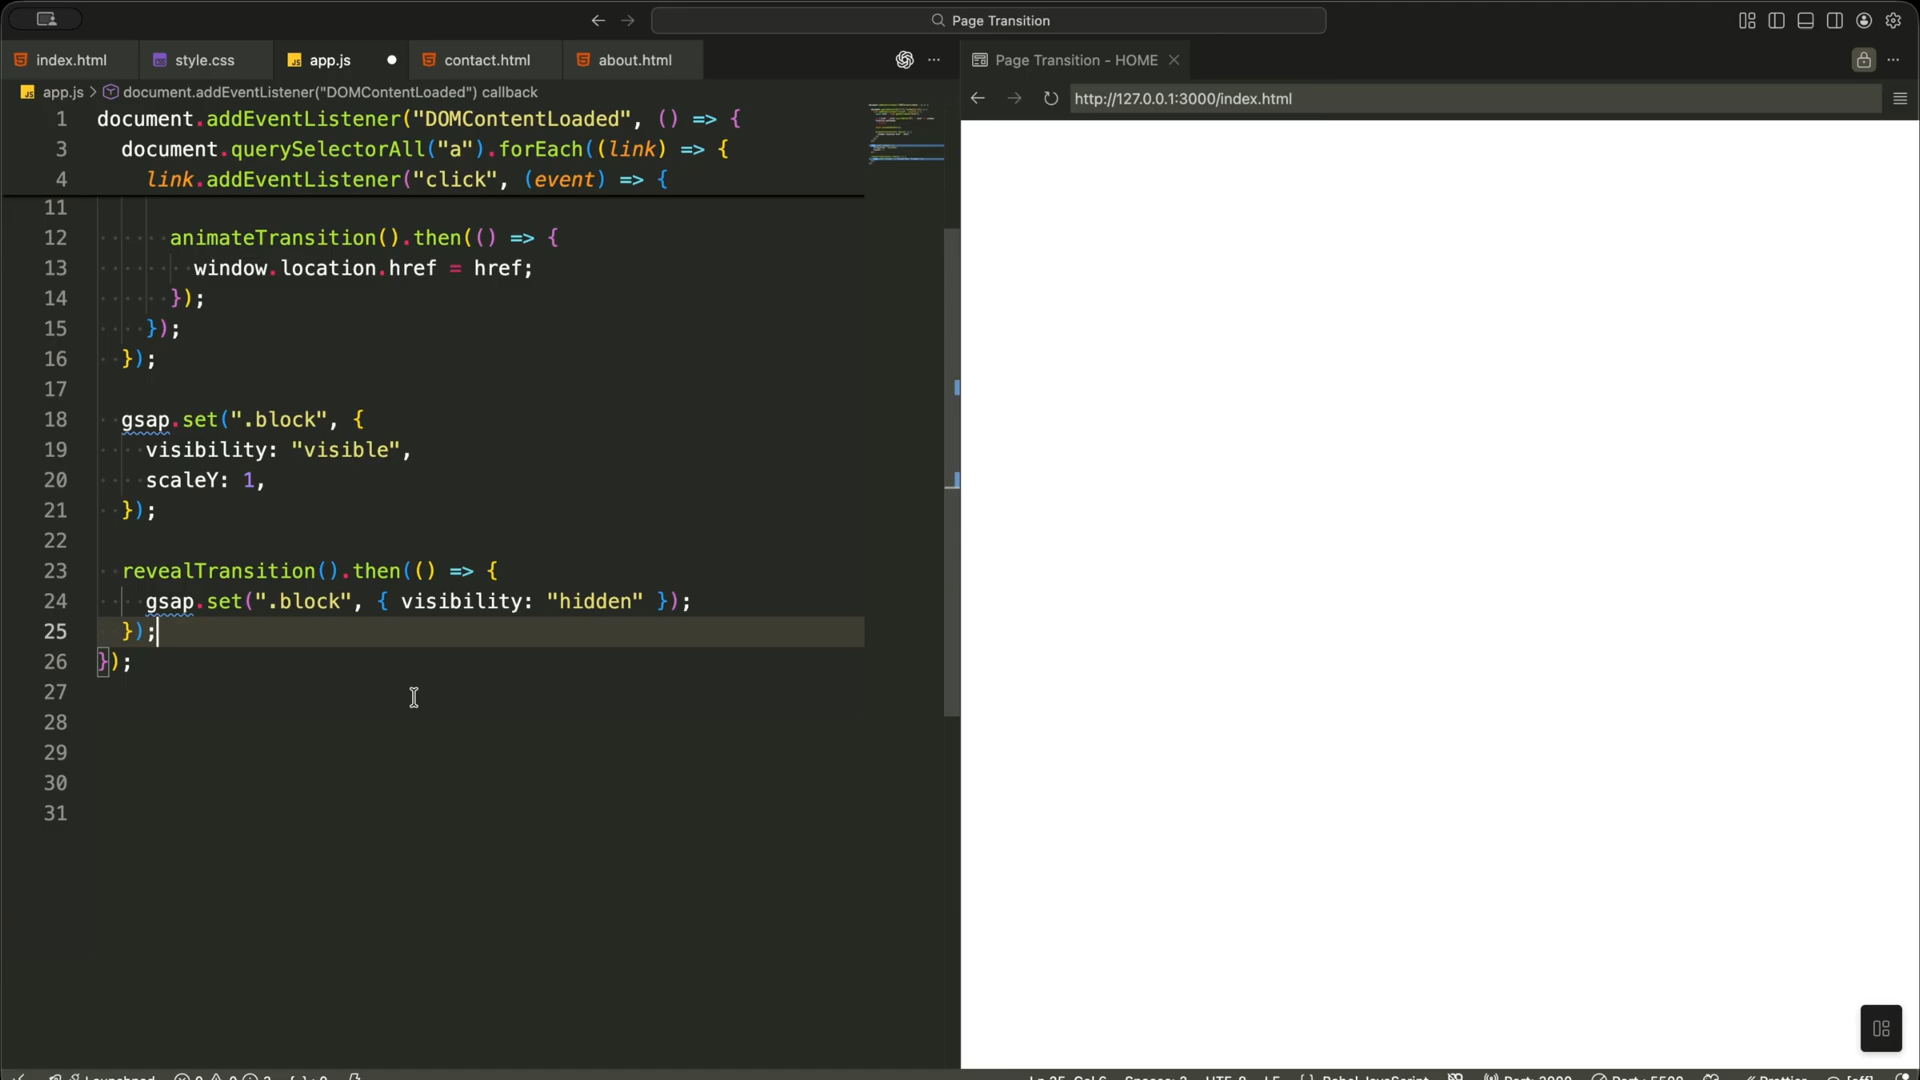 Page Transition
index.html
style.css
app.js
contact.html
about.html
Page Transition - HOME
app.js > document.addEventListener("DOMContentLoaded") callback
http://127.0.0.1:3000/index.html
1 document.addEventListener("DOMContentLoaded", () => {
3 document.querySelectorAll("a").forEach((link) => {
4 link.addEventListener("click", (event) => {
11
12 animateTransition().then(() => {
13 window.location.href = href;
14 });
15 });
16 });
17
18 gsap.set(".block", {
19 visibility: "visible",
20 scaleY: 1,
21 });
22
23 revealTransition().then(() => {
24 gsap.set(".block", { visibility: "hidden" });
25 });
26 });
27
28
29
30
31